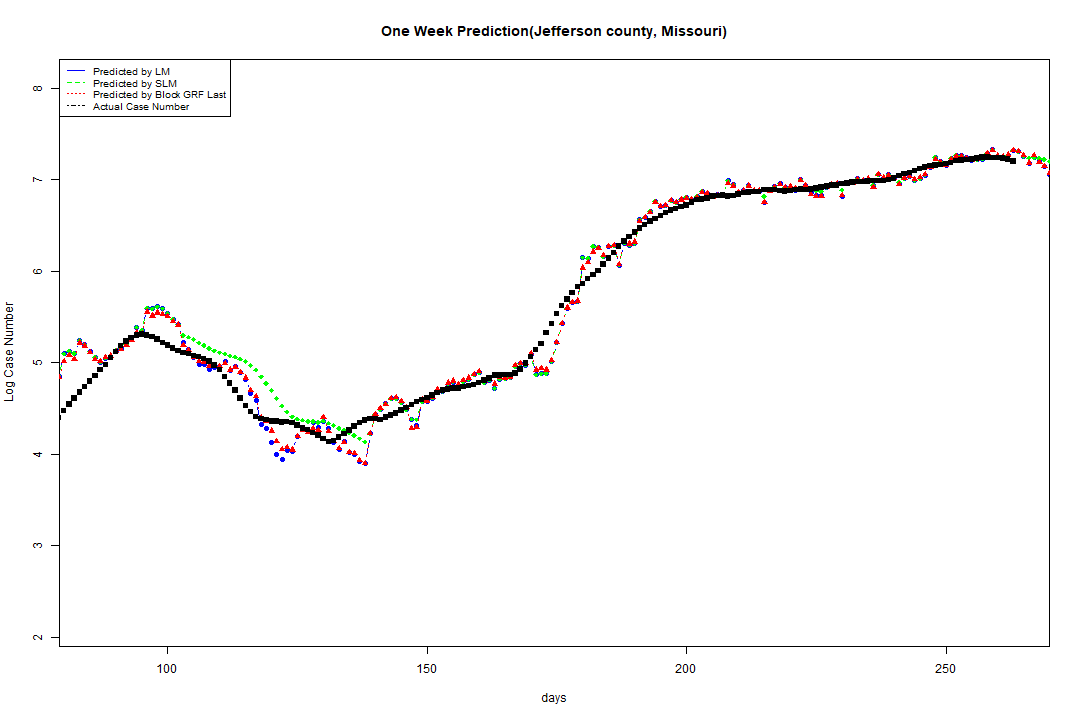 One Week Prediction(Jefferson county, Missouri)
Predicted by LM
Predicted by SLM
Predicted by Block GRF Last
Actual Case Number
Log Case Number
8
7
6
5
4
3
2
100 150 200 250
days